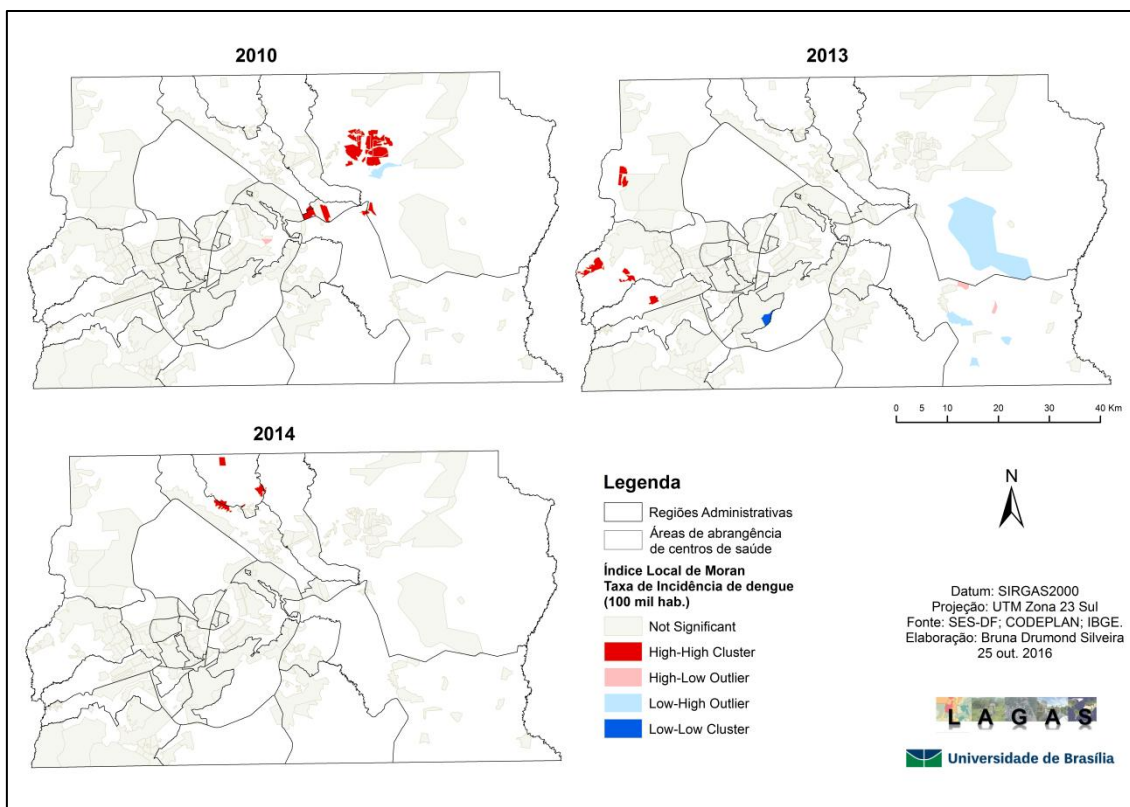 2010
2013
2014
0 5 10 20 30 40 Km
Legenda
Regiões Administrativas
Áreas de abrangência
de centros de saúde
Índice Local de Moran
Taxa de Incidência de dengue
(100 mil hab.)
Not Significant
High-High Cluster
High-Low Outlier
Low-High Outlier
Low-Low Cluster
N
Datum: SIRGAS2000
Projeção: UTM Zona 23 Sul
Fonte: SES-DF; CODEPLAN; IBGE.
Elaboração: Bruna Drumond Silveira
25 out. 2016
LAGAS
Universidade de Brasília